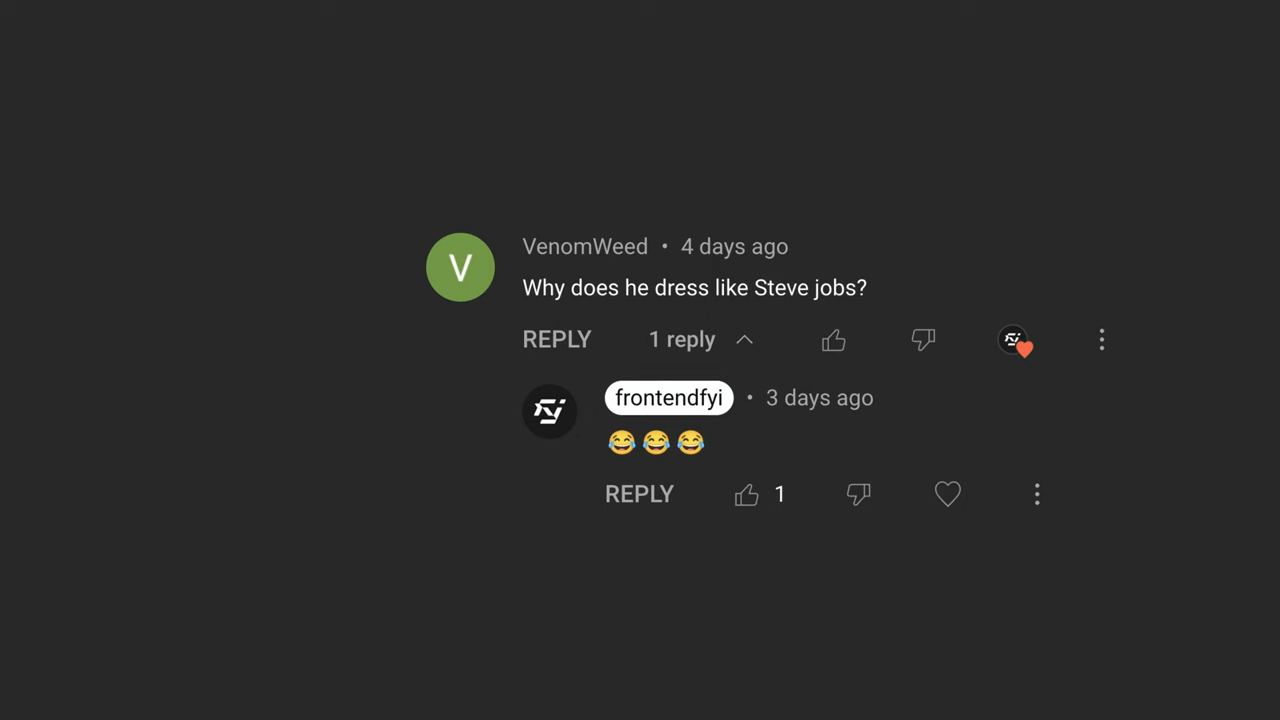 V
VenomWeed • 4 days ago
Why does he dress like Steve jobs?
REPLY 1 reply
frontendfyi • 3 days ago
😂😂😂
REPLY 1